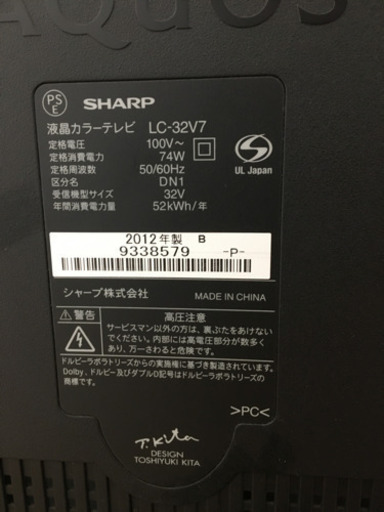 AQUOS
PS E
SHARP
液晶カラーテレビ LC-32V7
定格電圧 100V~
定格消費電力 74W
定格周波数 50/60Hz
区分名 DN1
受信機型サイズ 32V
年間消費電力量 52kWh/年
S
UL Japan
2012年製 B
9338579 -P-
シャープ株式会社 MADE IN CHINA
⚠警告 高圧注意
サービスマン以外の方は、裏ぶたをあけないでください。内部には高電圧部分が数多くあり、万一さわると危険です。
ドルビーラボラトリーズからの実施権に基づき製造されています。
Dolby、ドルビー及びダブルD記号はドルビーラボラトリーズの商標です。
>PC<
T. Kita
DESIGN
TOSHIYUKI KITA